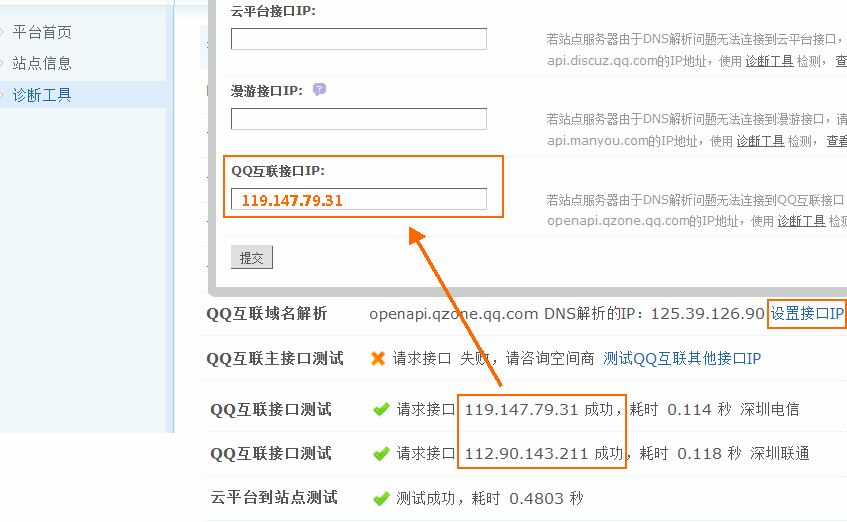 平台首页
站点信息
诊断工具
云平台接口IP:
若站点服务器由于DNS解析问题无法连接到云平台接口,
api.discuz.qq.com的IP地址，使用 诊断工具 检测， 查
漫游接口IP:
若站点服务器由于DNS解析问题无法连接到漫游接口，请
api.manyou.com的IP地址，使用 诊断工具 检测， 查看
QQ互联接口IP:
119.147.79.31
若站点服务器由于DNS解析问题无法连接到QQ互联接口
openapi.qzone.qq.com的IP地址，使用 诊断工具 检测
提交
QQ互联域名解析 openapi.qzone.qq.com DNS解析的IP：125.39.126.90 设置接口IP
QQ互联主接口测试 请求接口 失败，请咨询空间商 测试QQ互联其他接口IP
QQ互联接口测试 请求接口 119.147.79.31 成功，耗时 0.114 秒 深圳电信
QQ互联接口测试 请求接口 112.90.143.211 成功，耗时 0.118 秒 深圳联通
云平台到站点测试 测试成功，耗时 0.4803 秒